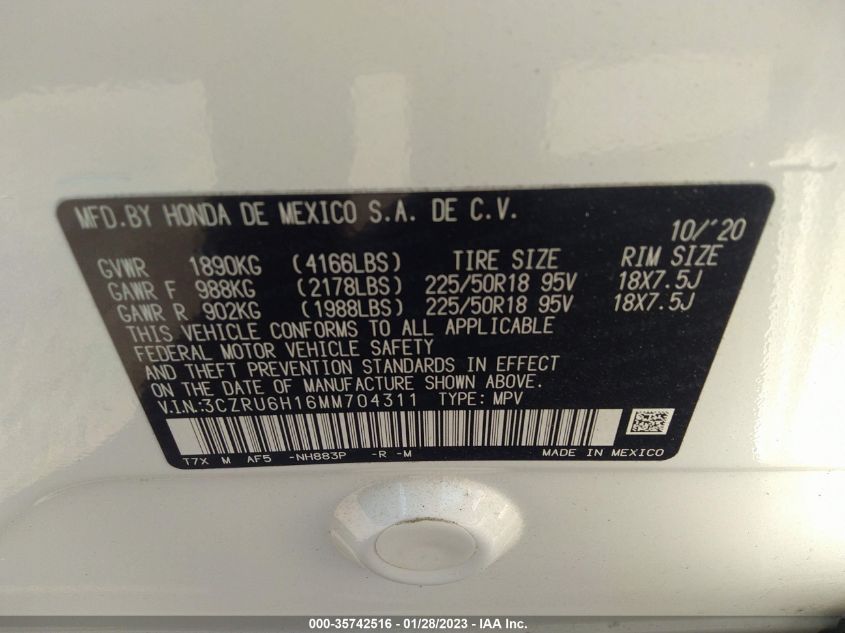 MFD.BY HONDA DE MEXICO S.A. DE C.V.
10/'20
GVWR 1890KG (4166LBS) TIRE SIZE RIM SIZE
GAWR F 988KG (2178LBS) 225/50R18 95V 18X7.5J
GAWR R 902KG (1988LBS) 225/50R18 95V 18X7.5J
THIS VEHICLE CONFORMS TO ALL APPLICABLE
FEDERAL MOTOR VEHICLE SAFETY
AND THEFT PREVENTION STANDARDS IN EFFECT
ON THE DATE OF MANUFACTURE SHOWN ABOVE.
V.I.N:3CZRU6H16MM704311 TYPE: MPV
T7X M AF5 -NH883P -R -M MADE IN MEXICO
000-35742516 - 01/28/2023 - IAA Inc.